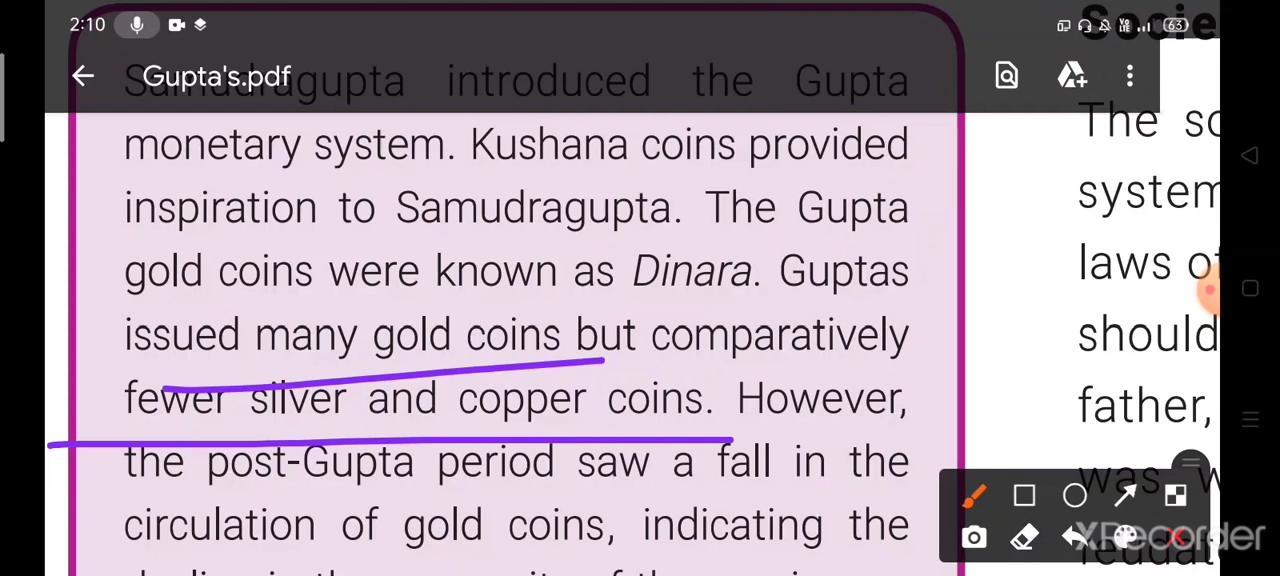 2:10
63
Gupta's.pdf
Samudragupta introduced the Gupta
monetary system. Kushana coins provided
inspiration to Samudragupta. The Gupta
gold coins were known as Dinara. Guptas
issued many gold coins but comparatively
fewer silver and copper coins. However,
the post-Gupta period saw a fall in the
circulation of gold coins, indicating the
The
system
laws
should
father,
was
XRecorder